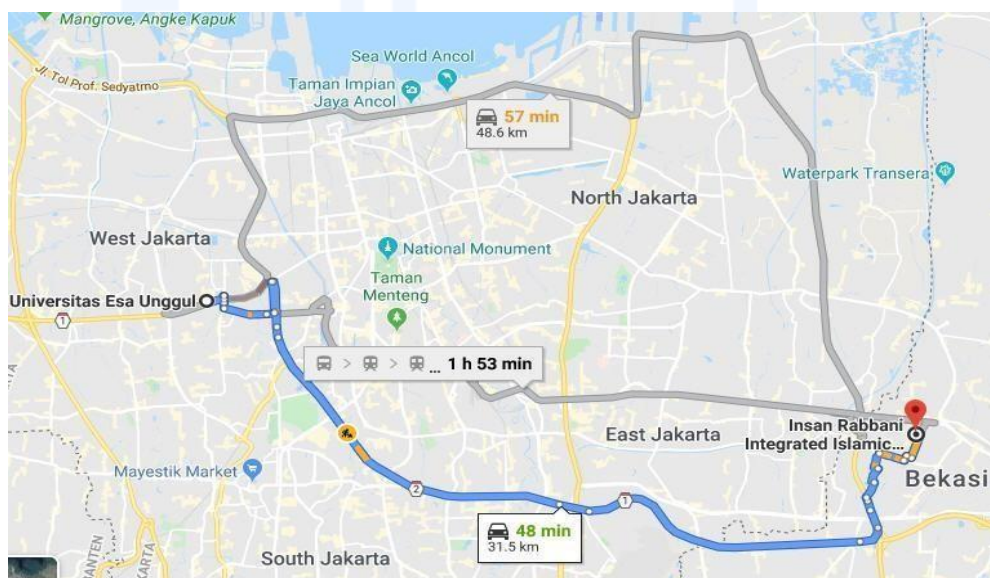 Mangrove, Angke Kapuk
Sea World Ancol
Jl. Tol Prof. Sedyatmo
Taman Impian
Jaya Ancol
57 min
48.6 km
Waterpark Transera
North Jakarta
West Jakarta
National Monument
Taman
Menteng
Universitas Esa Unggul
1
... 1 h 53 min
Insan Rabbani
Integrated Islamic...
East Jakarta
Mayestik Market
Bekasi
2
1
48 min
31.5 km
South Jakarta
BANTEN
JAKARTA